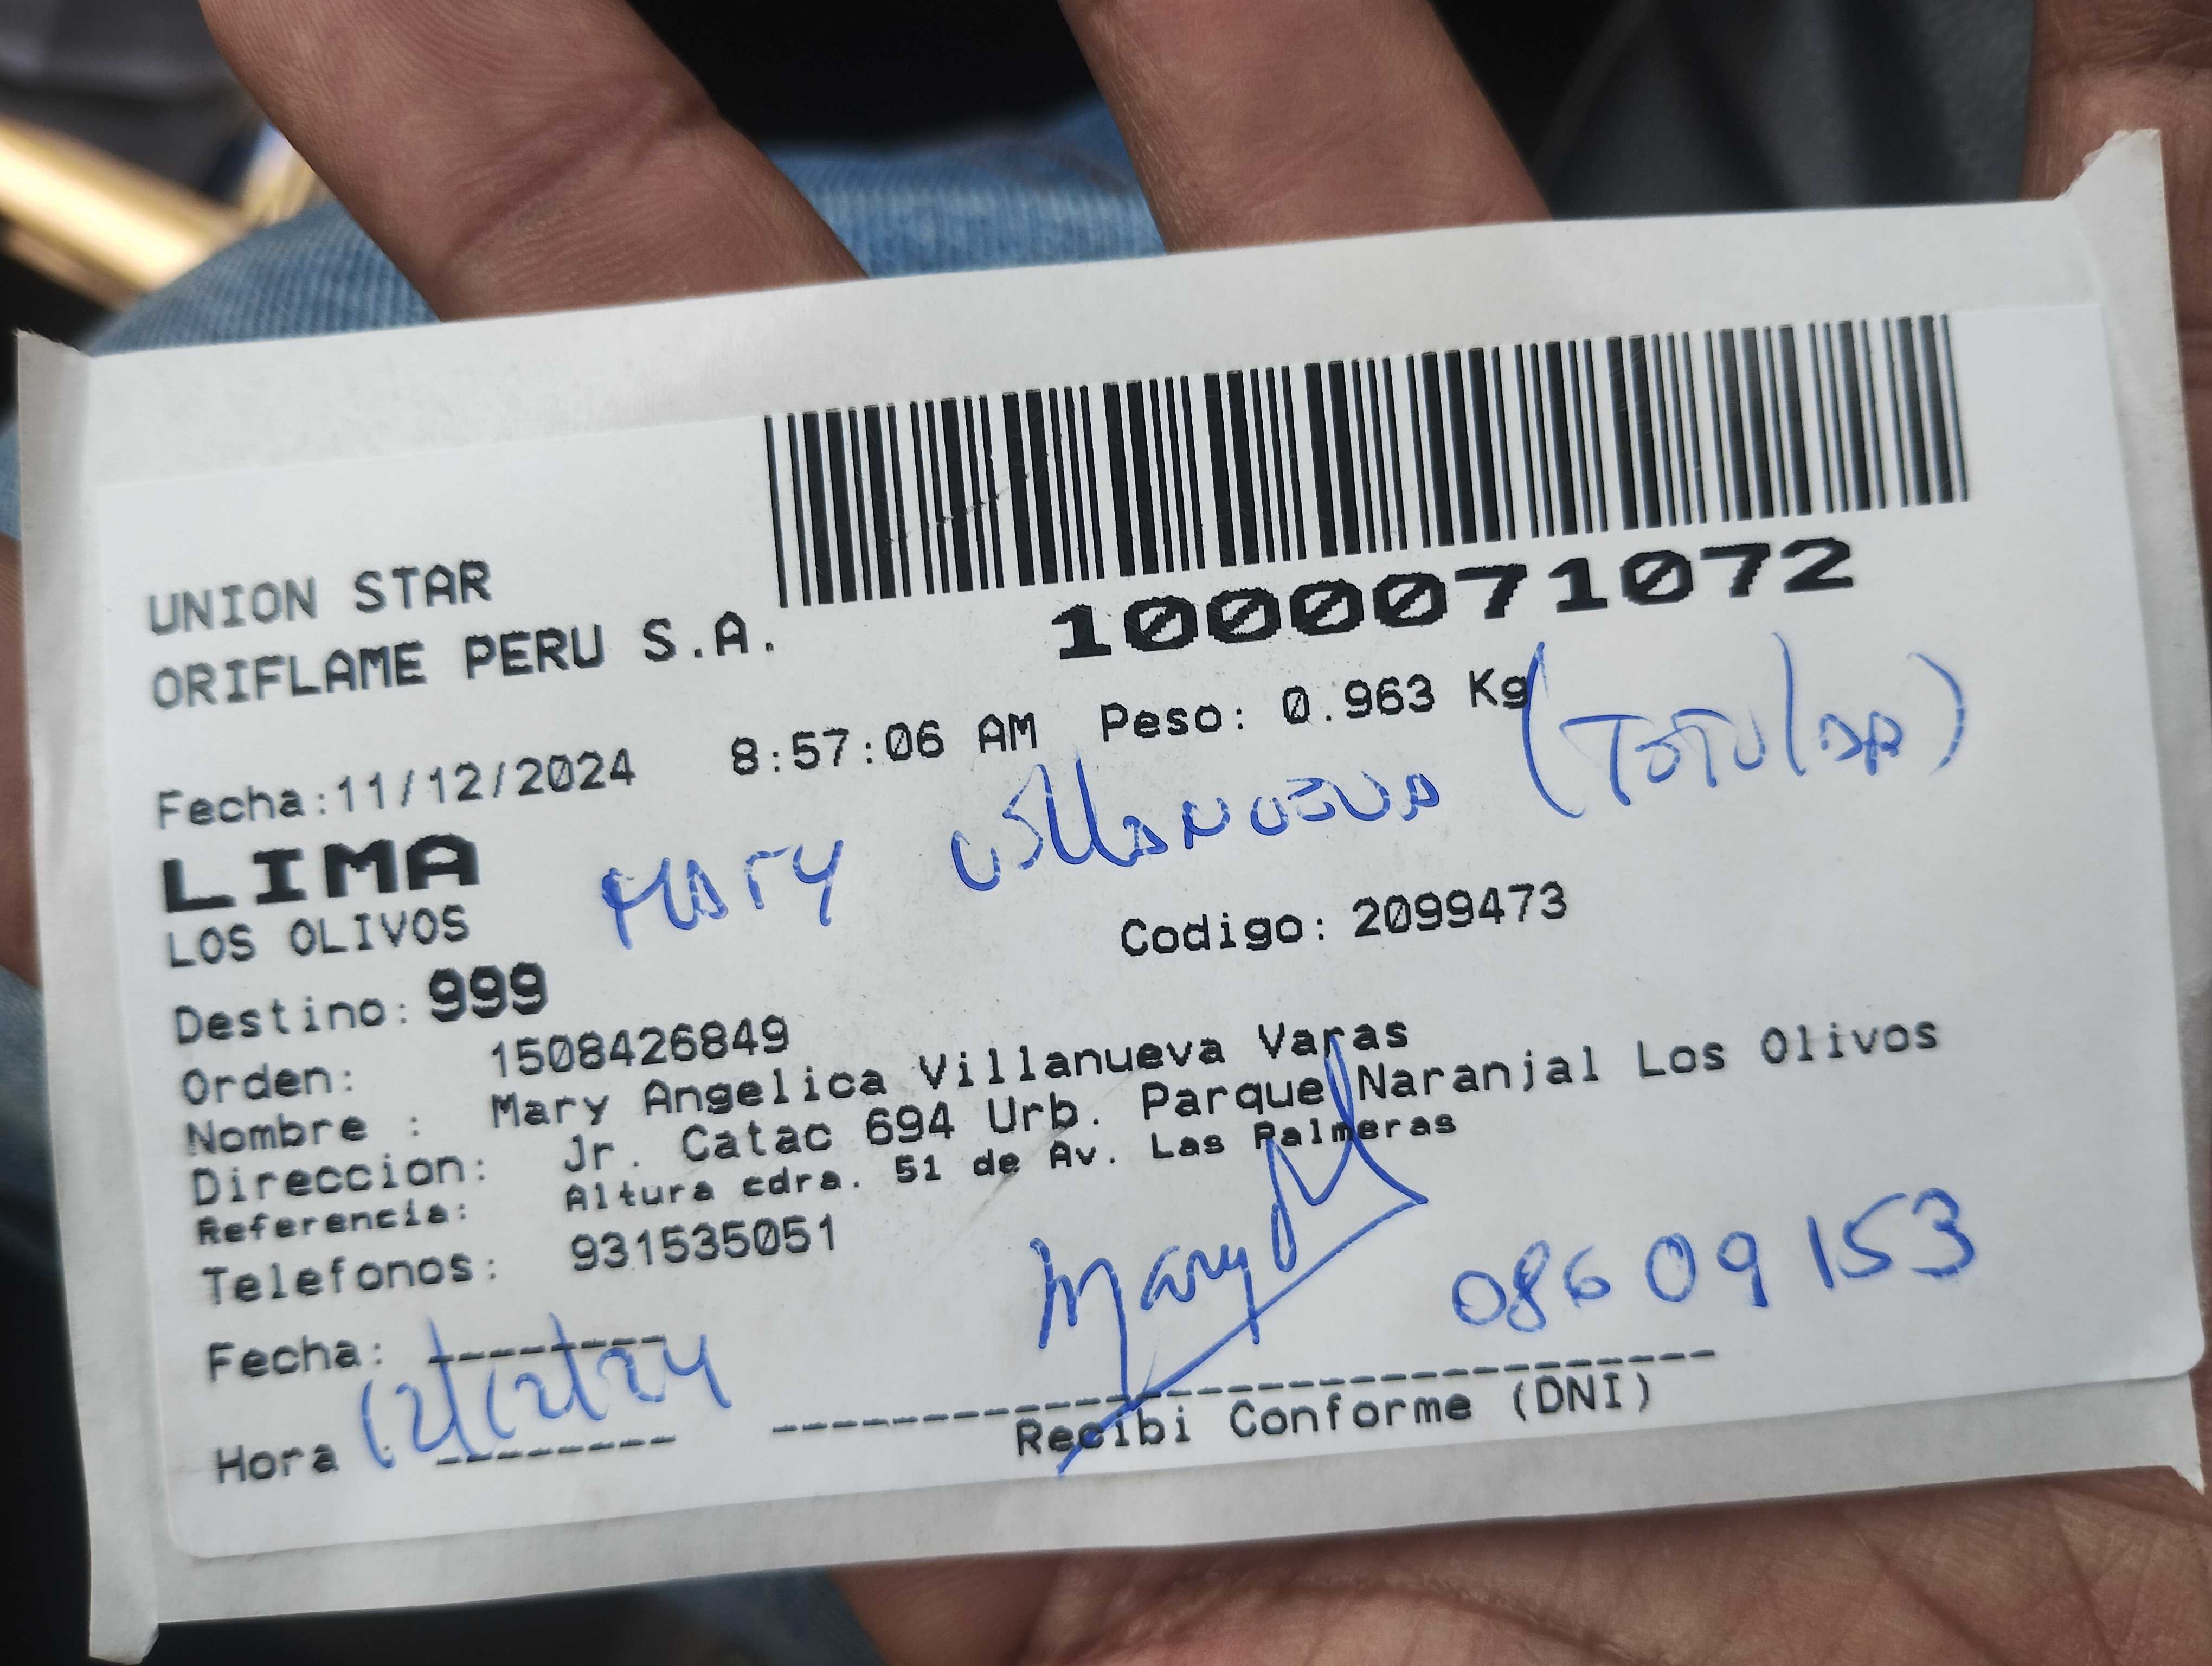 UNION STAR
ORIFLAME PERU S.A.
1000071072
Fecha:11/12/2024 8:57:06 AM Peso: 0.963 Kg
(TOTULAR)
LIMA
MARY VILLANUEVA
LOS OLIVOS
Codigo: 2099473
Destino: 999
Orden: 1508426849
Nombre : Mary Angelica Villanueva Varas
Direccion: Jr. Catac 694 Urb. Parque Naranjal Los Olivos
Referencia: Altura cdra. 51 de Av. Las Palmeras
Telefonos: 931535051
Mary
08609153
Fecha:
12/12/24
Hora
Recibi Conforme (DNI)